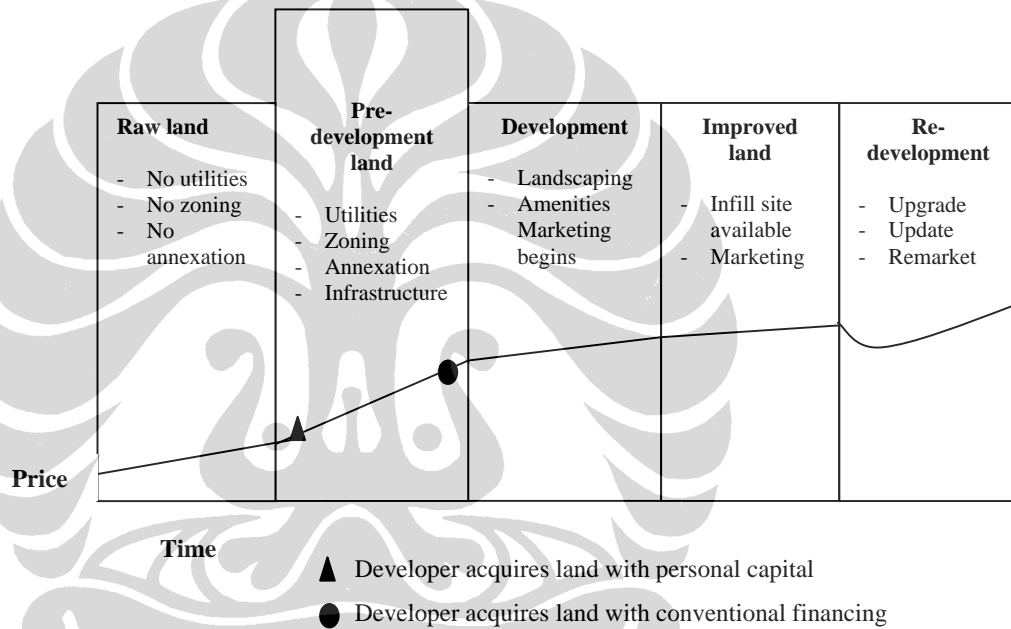 Raw land
- No utilities
- No zoning
- No
annexation
Pre-
development
land
- Utilities
- Zoning
- Annexation
- Infrastructure
Development
- Landscaping
- Amenities
Marketing
begins
Improved
land
- Infill site
available
- Marketing
Re-
development
- Upgrade
- Update
- Remarket
Price
Time
Developer acquires land with personal capital
Developer acquires land with conventional financing